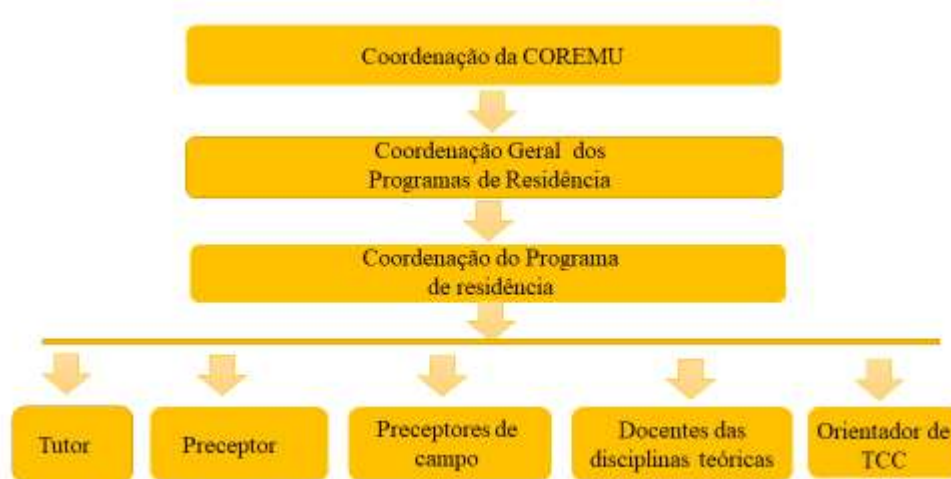 Coordenação da COREMU
Coordenação Geral dos
Programas de Residência
Coordenação do Programa
de residência
Tutor
Preceptor
Preceptores de
campo
Docentes das
disciplinas teóricas
Orientador de
TCC